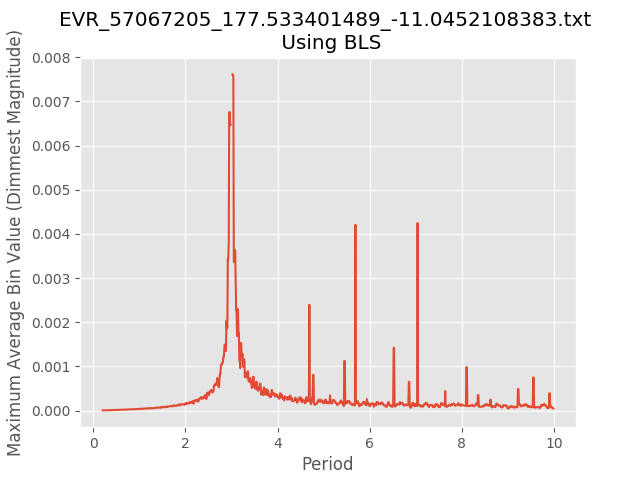 EVR_57067205_177.533401489_-11.0452108383.txt
Using BLS
Maximum Average Bin Value (Dimmest Magnitude)
0.008
0.007
0.006
0.005
0.004
0.003
0.002
0.001
0.000
0 2 4 6 8 10
Period